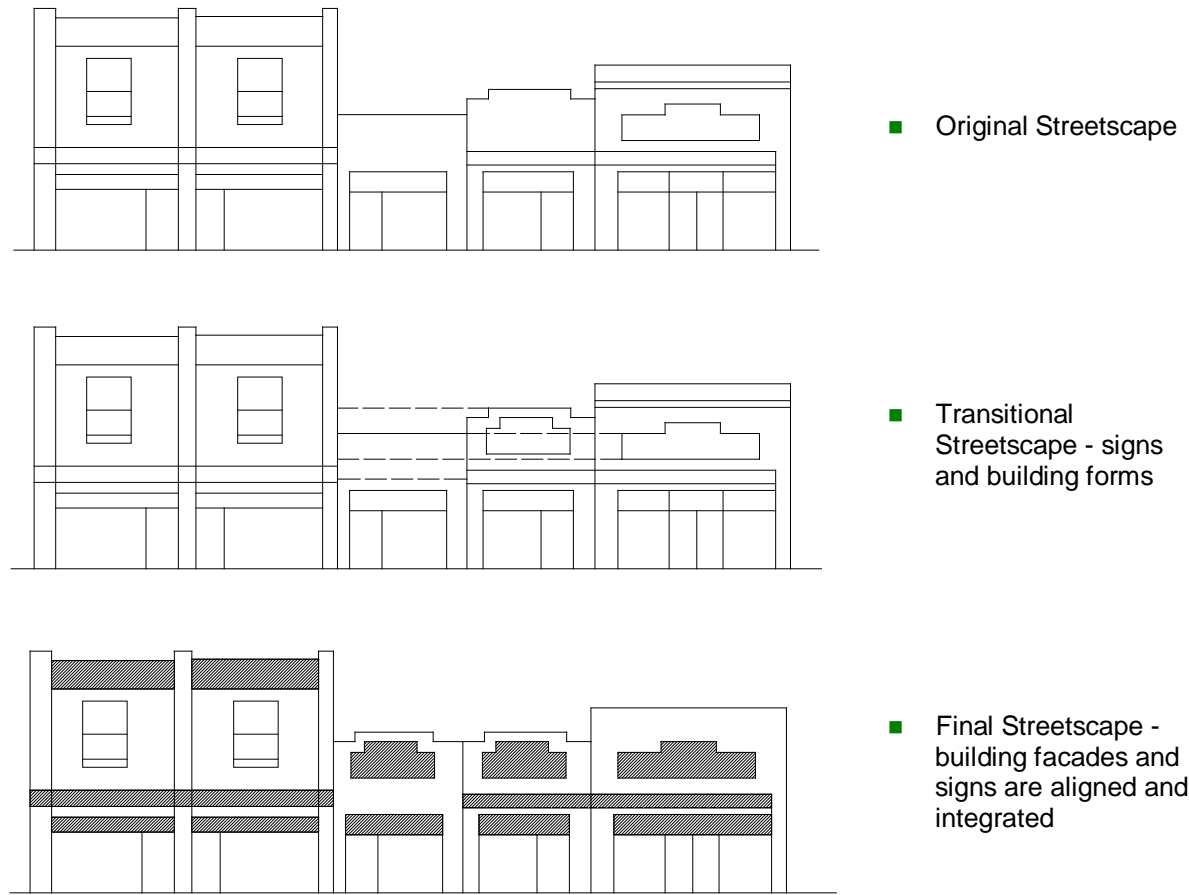 Original Streetscape
Transitional
Streetscape - signs
and building forms
Final Streetscape -
building facades and
signs are aligned and
integrated